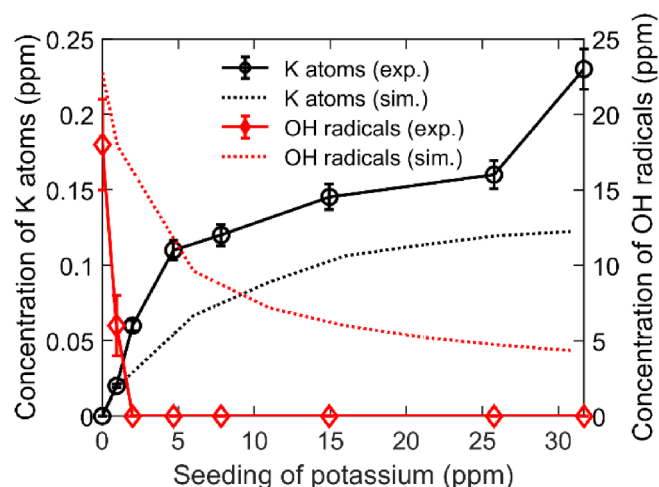 Concentration of K atoms (ppm)
0.25
0.2
0.15
0.1
0.05
0
K atoms (exp.)
K atoms (sim.)
OH radicals (exp.)
OH radicals (sim.)
25
20
15
10
5
0
Concentration of OH radicals (ppm)
0 5 10 15 20 25 30
Seeding of potassium (ppm)